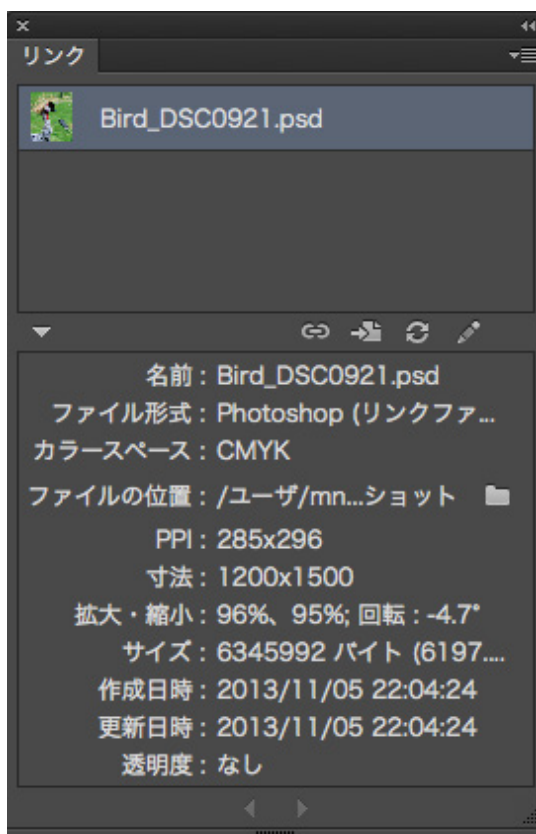 リンク
Bird_DSC0921.psd
名前 : Bird_DSC0921.psd
ファイル形式 : Photoshop (リンクファ...
カラースペース : CMYK
ファイルの位置 : /ユーザ/mn...ショット
PPI : 285x296
寸法 : 1200x1500
拡大・縮小 : 96%、95%; 回転 : -4.7°
サイズ : 6345992 バイト (6197....
作成日時 : 2013/11/05 22:04:24
更新日時 : 2013/11/05 22:04:24
透明度 : なし